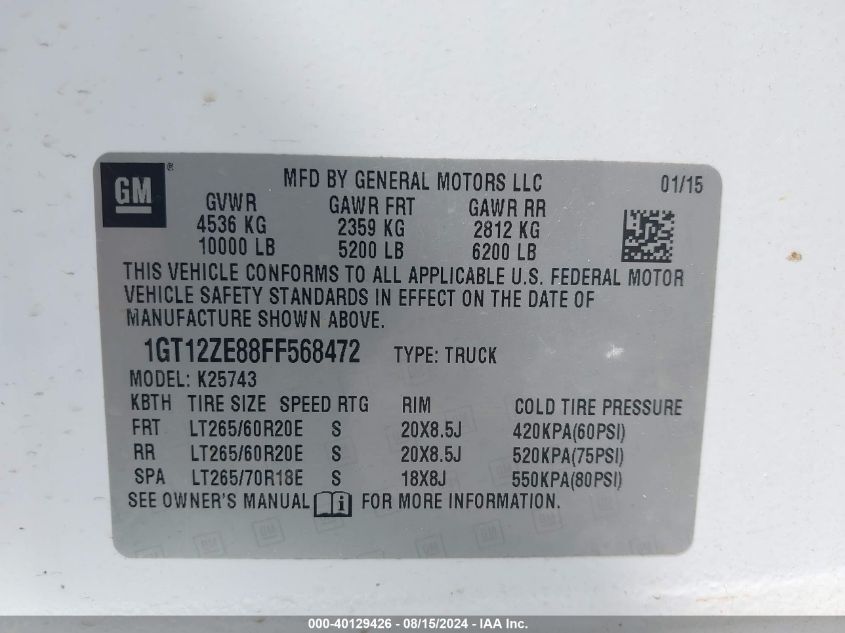 GM®
MFD BY GENERAL MOTORS LLC 01/15
GVWR GAWR FRT GAWR RR
4536 KG 2359 KG 2812 KG
10000 LB 5200 LB 6200 LB
THIS VEHICLE CONFORMS TO ALL APPLICABLE U.S. FEDERAL MOTOR
VEHICLE SAFETY STANDARDS IN EFFECT ON THE DATE OF
MANUFACTURE SHOWN ABOVE.
1GT12ZE88FF568472 TYPE: TRUCK
MODEL: K25743
KBTH TIRE SIZE SPEED RTG RIM COLD TIRE PRESSURE
FRT LT265/60R20E S 20X8.5J 420KPA(60PSI)
RR LT265/60R20E S 20X8.5J 520KPA(75PSI)
SPA LT265/70R18E S 18X8J 550KPA(80PSI)
SEE OWNER'S MANUAL i FOR MORE INFORMATION.
000-40129426 - 08/15/2024 - IAA Inc.